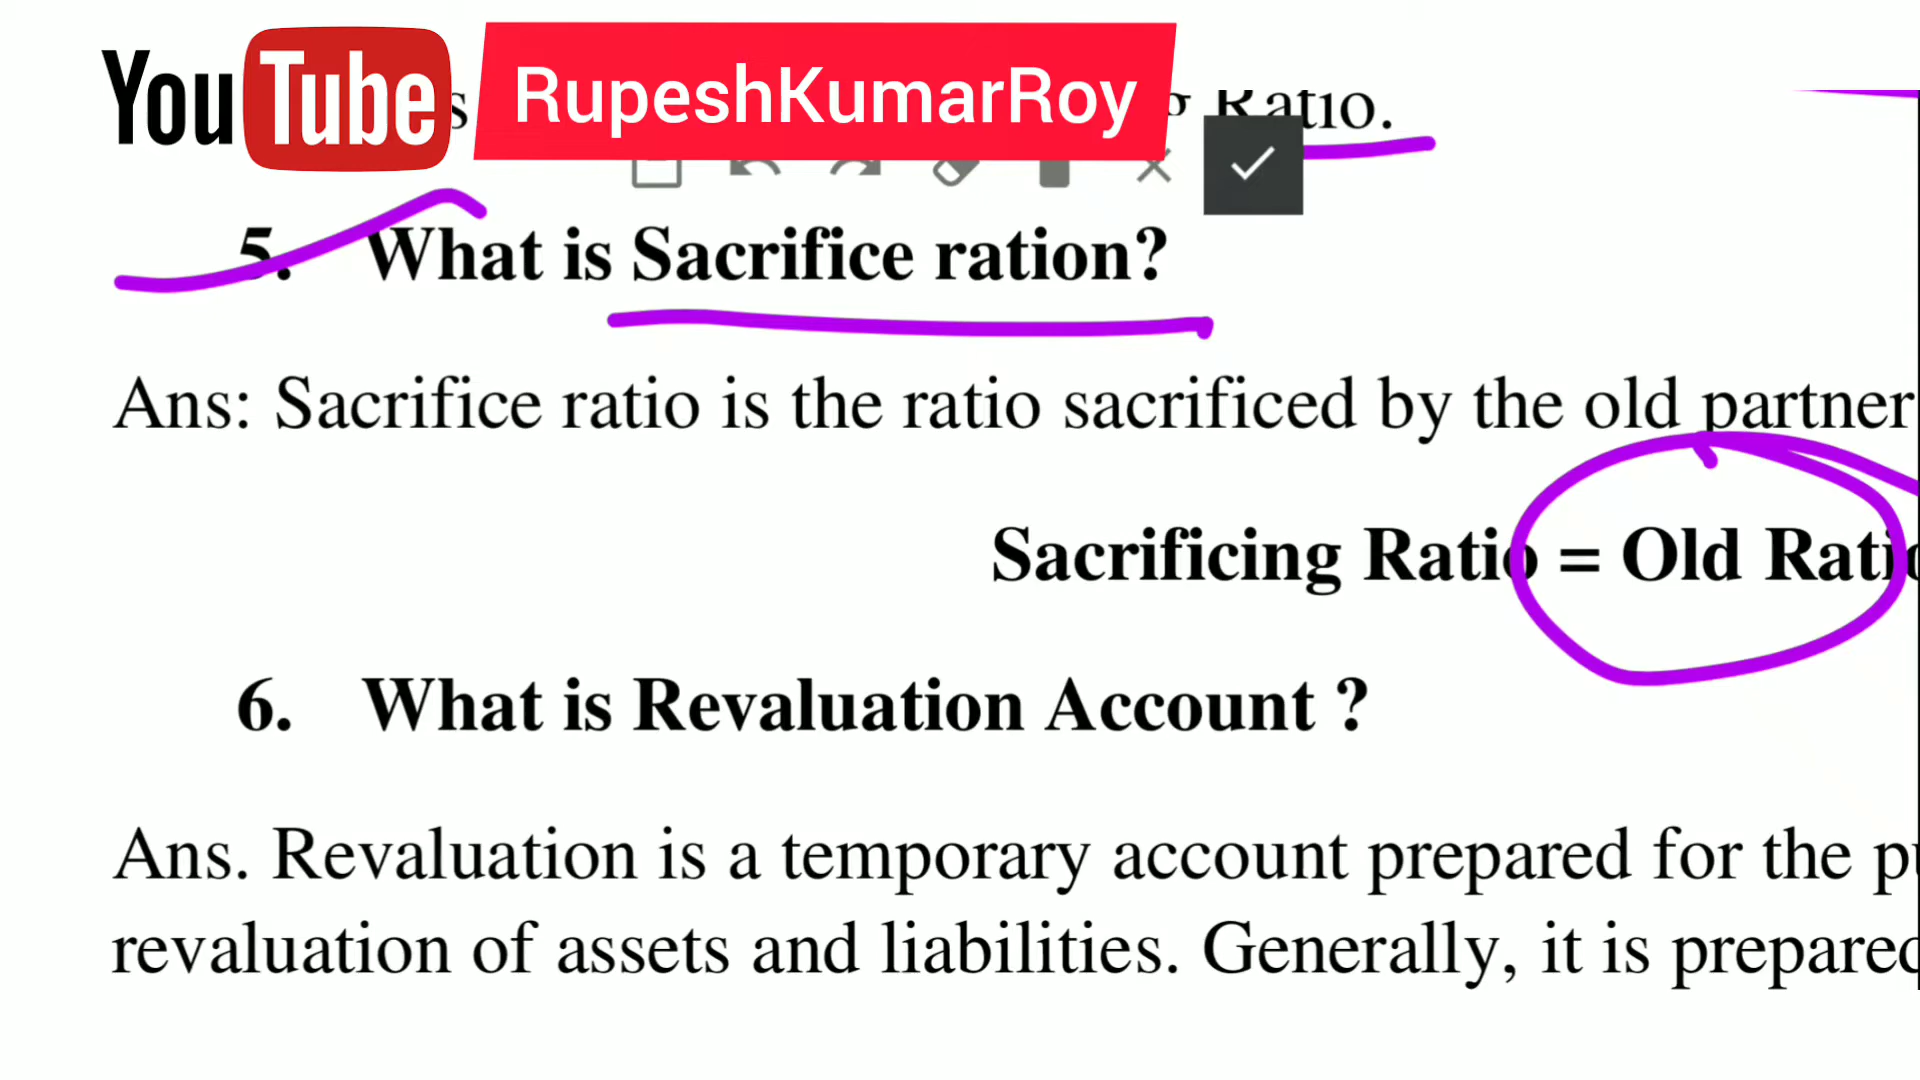 YouTube RupeshKumarRoy
Ratio.
5. What is Sacrifice ration?
Ans: Sacrifice ratio is the ratio sacrificed by the old partner
Sacrificing Ratio = Old Ratio
6. What is Revaluation Account ?
Ans. Revaluation is a temporary account prepared for the
revaluation of assets and liabilities. Generally, it is prepared